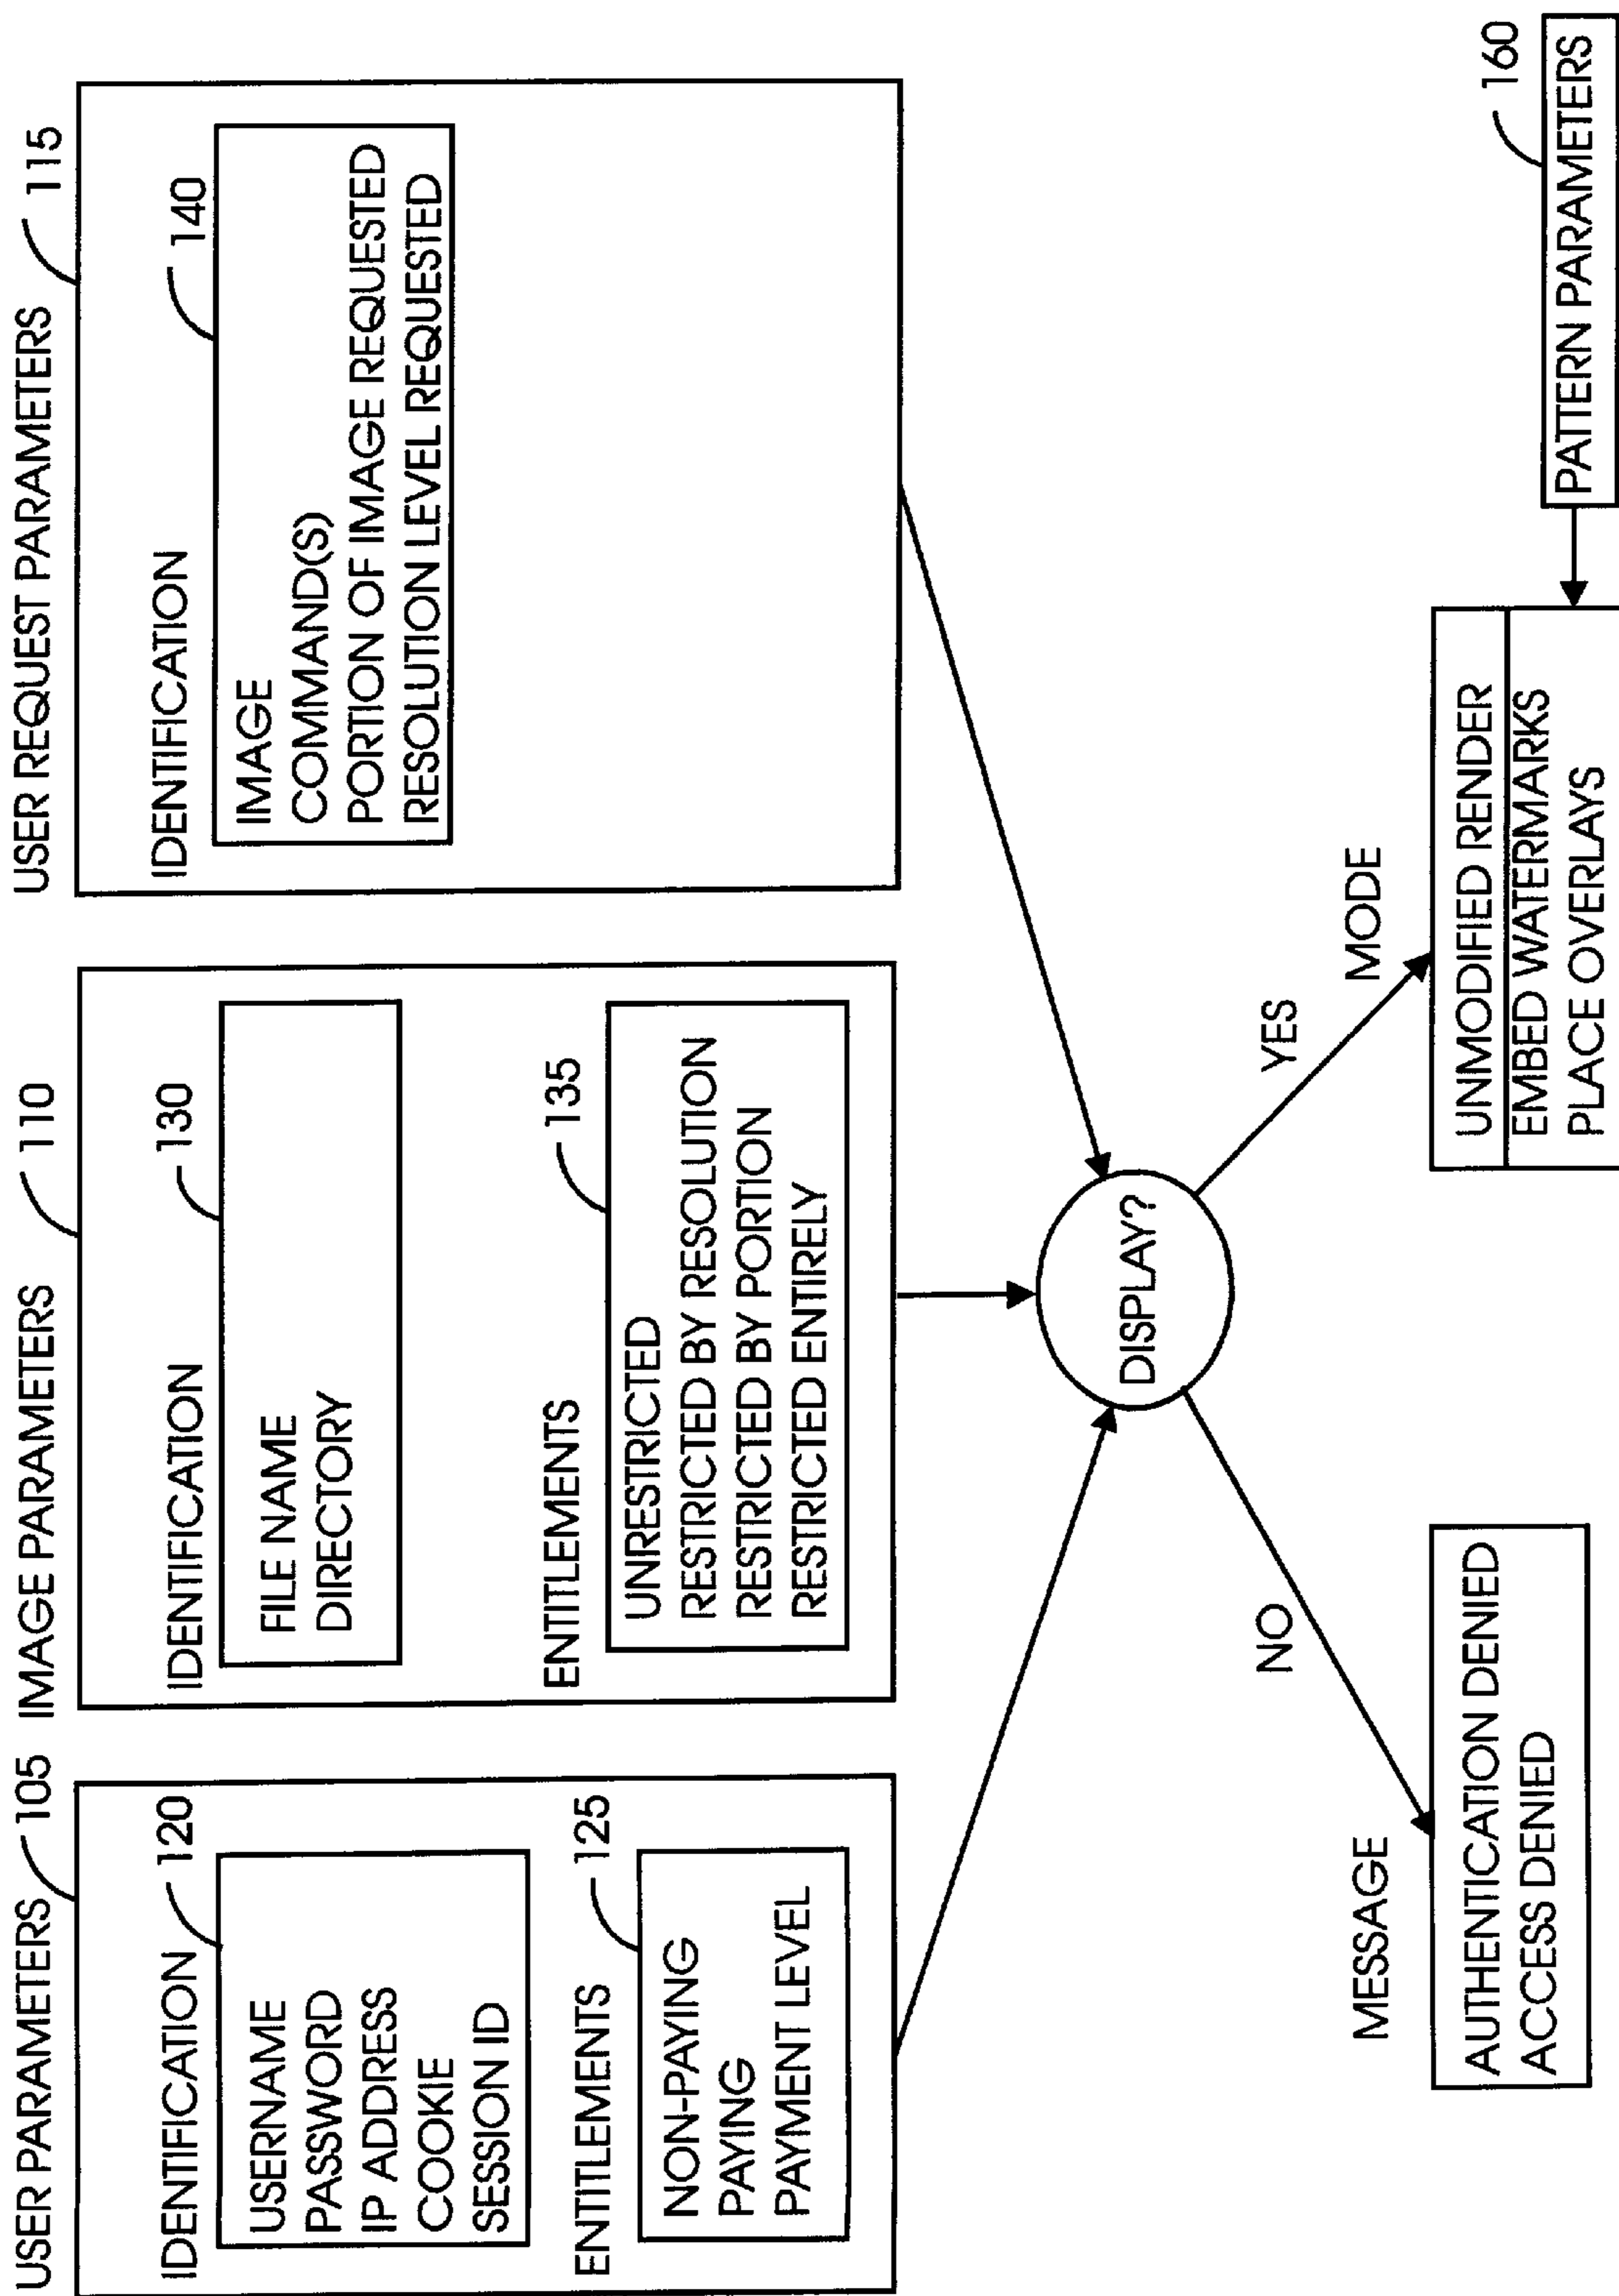 USER PARAMETERS 105
IDENTIFICATION 120
USERNAME
PASSWORD
IP ADDRESS
COOKIE
SESSION ID
ENTITLEMENTS 125
NON-PAYING
PAYING
PAYMENT LEVEL
IMAGE PARAMETERS 110
IDENTIFICATION 130
FILE NAME
DIRECTORY
ENTITLEMENTS 135
UNRESTRICTED
RESTRICTED BY RESOLUTION
RESTRICTED BY PORTION
RESTRICTED ENTIRELY
USER REQUEST PARAMETERS 115
IDENTIFICATION 140
IMAGE
COMMAND(S)
PORTION OF IMAGE REQUESTED
RESOLUTION LEVEL REQUESTED
DISPLAY?
NO
YES
MESSAGE
MODE
AUTHENTICATION DENIED
ACCESS DENIED
UNMODIFIED RENDER
EMBED WATERMARKS
PLACE OVERLAYS
160
PATTERN PARAMETERS